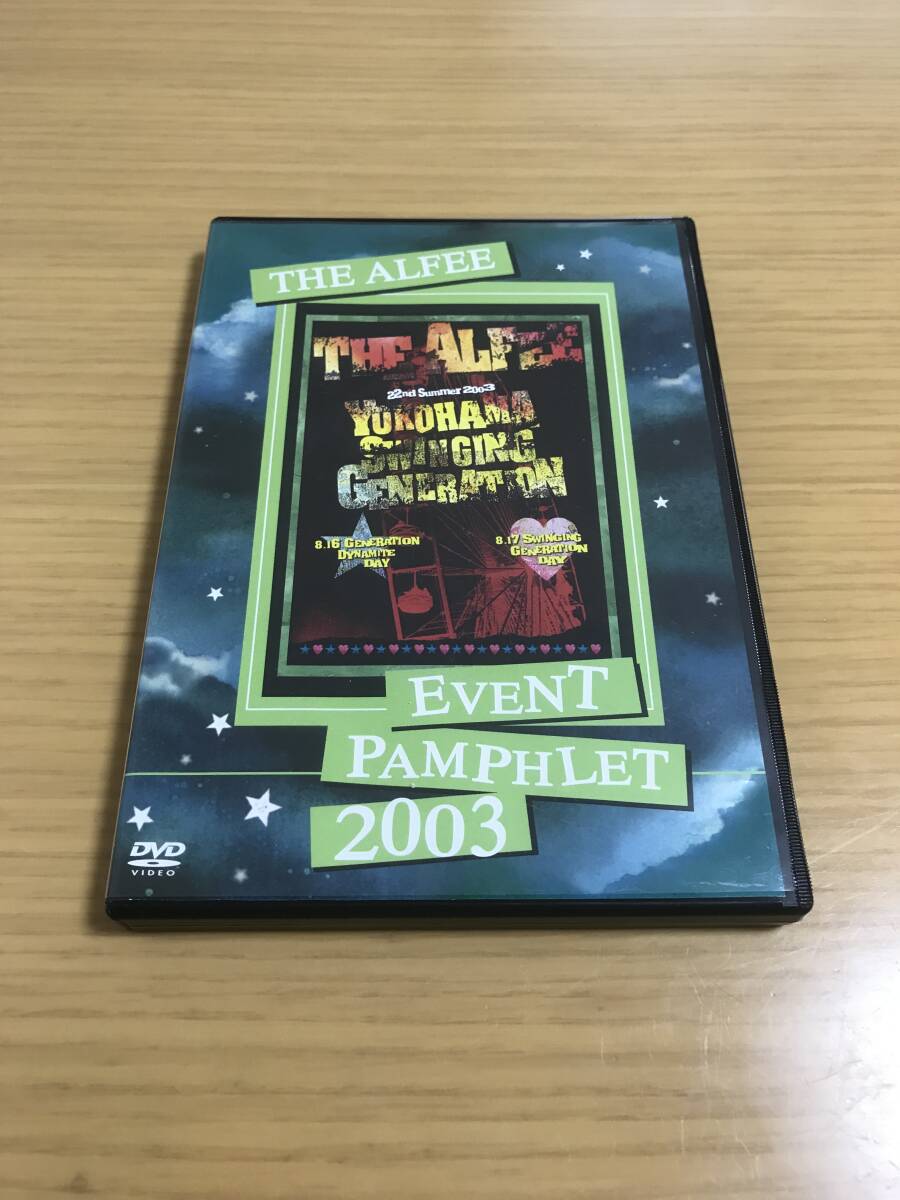 THE ALFEE
THE ALFEE
22nd Summer 2003
YOKOHAMA
SWINGING
GENERATION
8.16 GENERATION
DYNAMITE
DAY
8.17 SWINGING
GENERATION
DAY
EVENT
PAMPHLET
2003
DVD
VIDEO